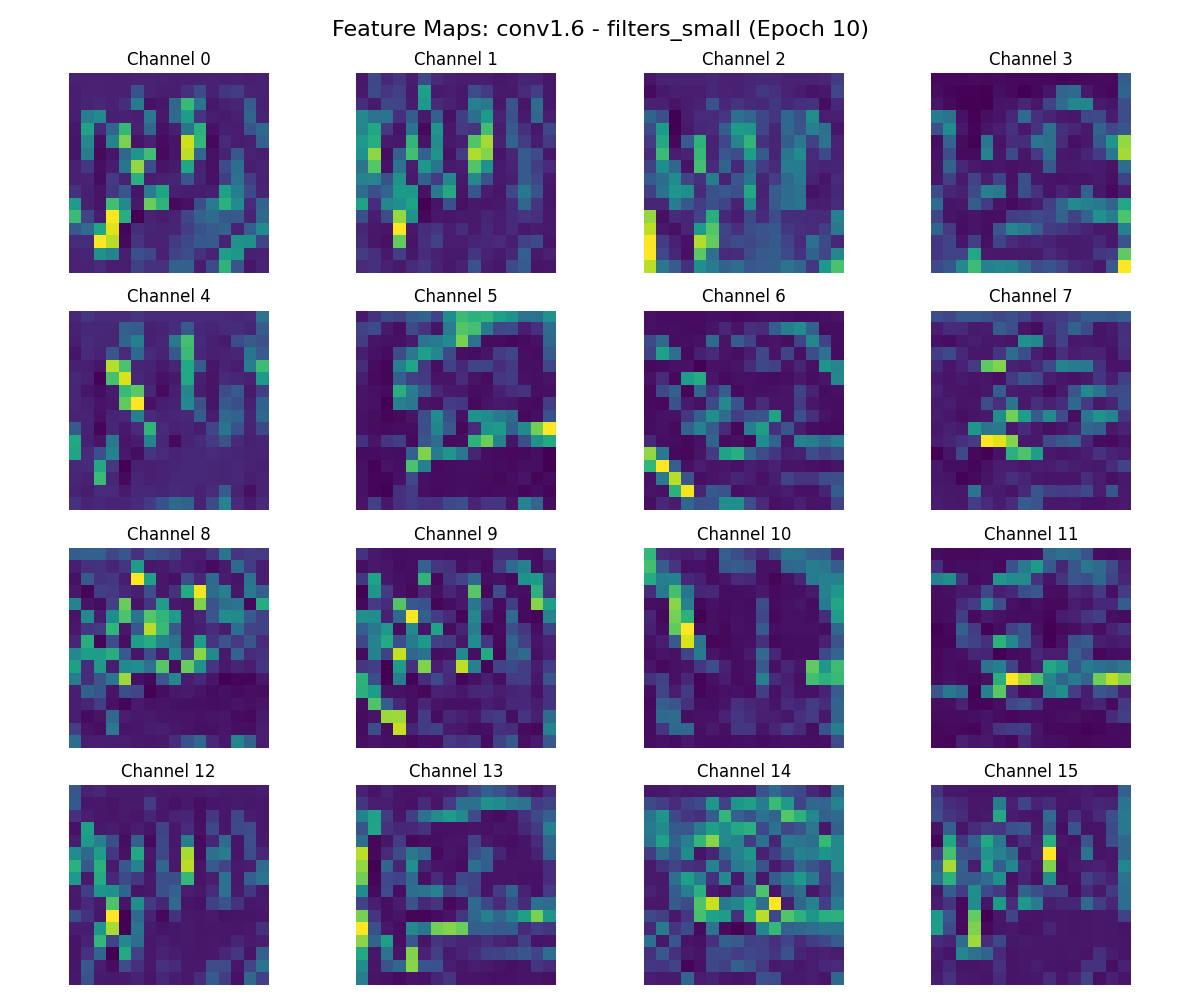 Feature Maps: conv1.6 - filters_small (Epoch 10)
Channel 0
Channel 1
Channel 2
Channel 3
Channel 4
Channel 5
Channel 6
Channel 7
Channel 8
Channel 9
Channel 10
Channel 11
Channel 12
Channel 13
Channel 14
Channel 15